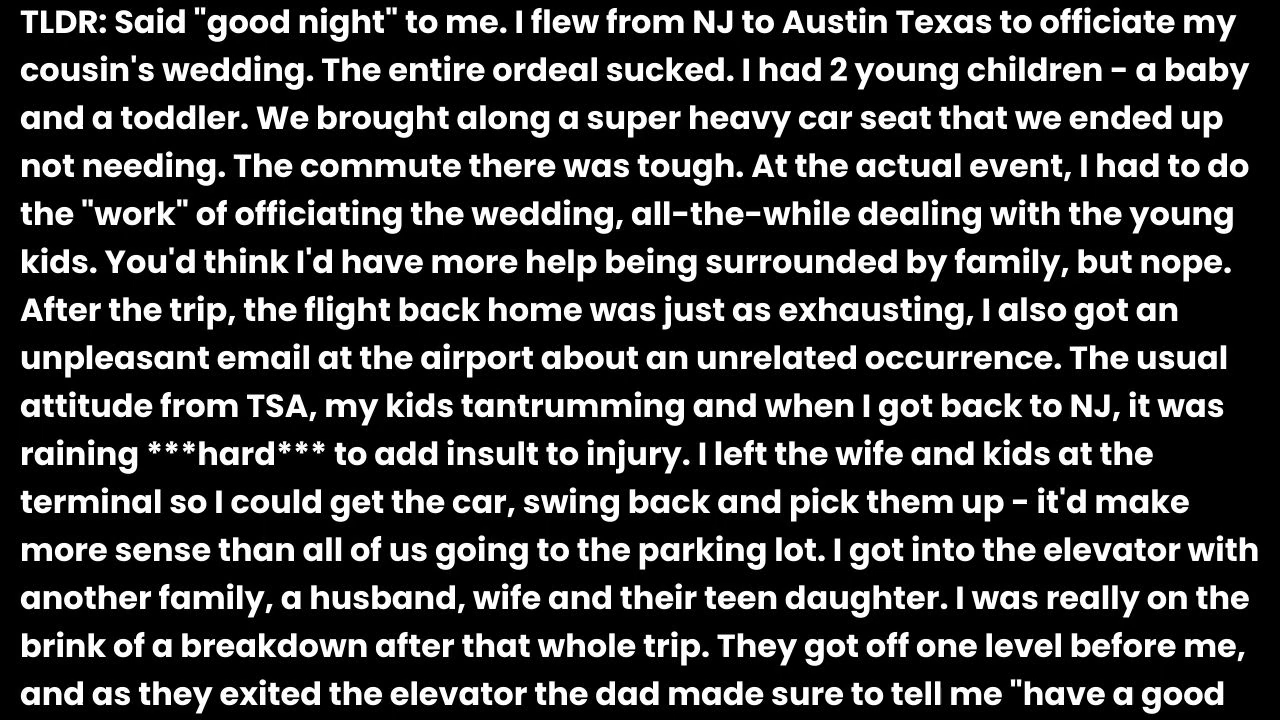 TLDR: Said "good night" to me. I flew from NJ to Austin Texas to officiate my
cousin's wedding. The entire ordeal sucked. I had 2 young children - a baby
and a toddler. We brought along a super heavy car seat that we ended up
not needing. The commute there was tough. At the actual event, I had to do
the "work" of officiating the wedding, all-the-while dealing with the young
kids. You'd think I'd have more help being surrounded by family, but nope.
After the trip, the flight back home was just as exhausting, I also got an
unpleasant email at the airport about an unrelated occurrence. The usual
attitude from TSA, my kids tantrumming and when I got back to NJ, it was
raining ***hard*** to add insult to injury. I left the wife and kids at the
terminal so I could get the car, swing back and pick them up - it'd make
more sense than all of us going to the parking lot. I got into the elevator with
another family, a husband, wife and their teen daughter. I was really on the
brink of a breakdown after that whole trip. They got off one level before me,
and as they exited the elevator the dad made sure to tell me "have a good